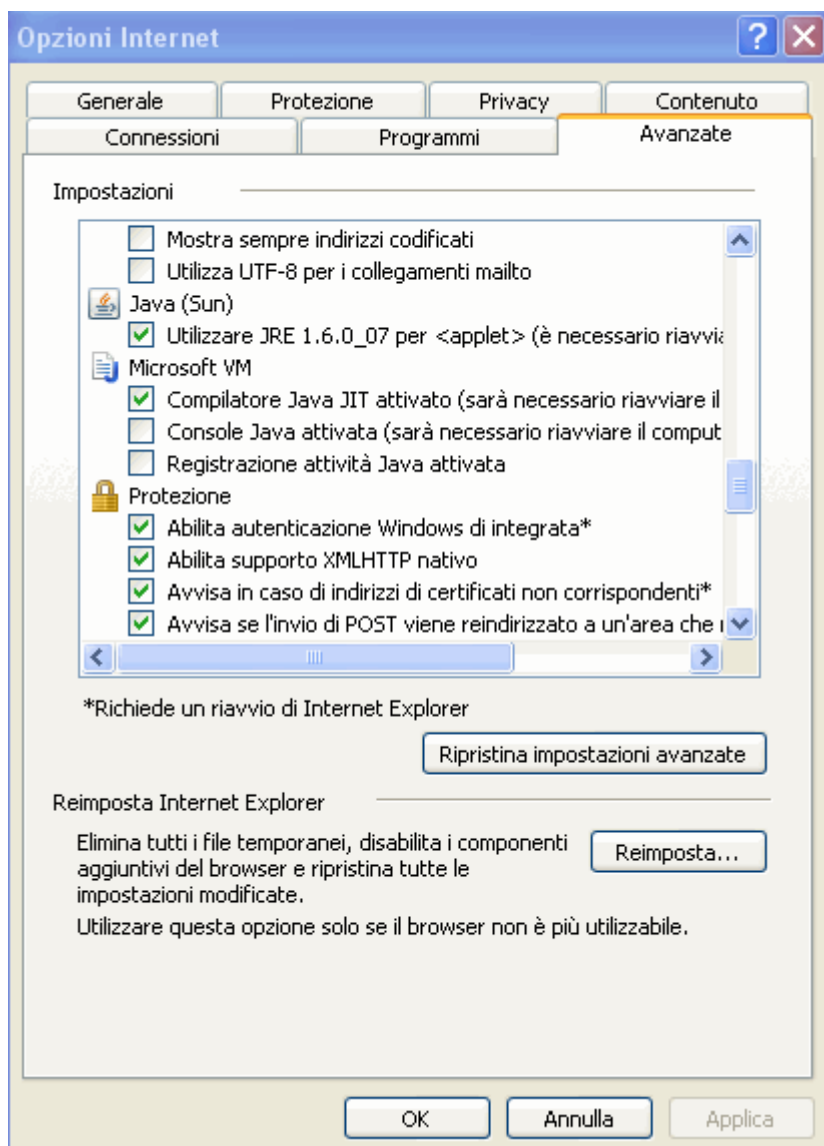 Opzioni Internet
Generale Protezione Privacy Contenuto
Connessioni Programmi Avanzate
Impostazioni
Mostra sempre indirizzi codificati
Utilizza UTF-8 per i collegamenti mailto
Java (Sun)
Utilizzare JRE 1.6.0_07 per <applet> (è necessario
Microsoft VM
Compilatore Java JIT attivato (sarà necessario riavviare il
Console Java attivata (sarà necessario riavviare il
Registrazione attività Java attivata
Protezione
Abilita autenticazione Windows di integrata*
Abilita supporto XMLHTTP nativo
Avvisa in caso di indirizzi di certificati non corrispondenti*
Avvisa se l'invio di POST viene reindirizzato a un'area che
*Richiede un riavvio di Internet Explorer
Ripristina impostazioni avanzate
Reimposta Internet Explorer
Elimina tutti i file temporanei, disabilita i componenti
aggiuntivi del browser e ripristina tutte le
impostazioni modificate.
Reimposta...
Utilizzare questa opzione solo se il browser non è più utilizzabile.
OK Annulla Applica